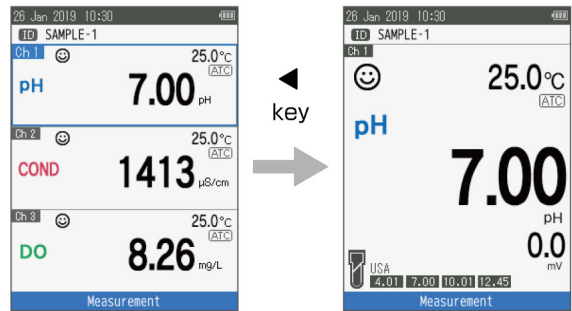 26 Jan 2019 10:30
ID SAMPLE-1
Ch 1
25.0°C
ATC
pH
7.00 pH
Ch 2
25.0°C
ATC
COND
1413 µS/cm
Ch 3
25.0°C
ATC
DO
8.26 mg/L
Measurement
key
26 Jan 2019 10:30
ID SAMPLE-1
Ch 1
25.0°C
ATC
pH
7.00
pH
0.0
mV
USA
4.01 7.00 10.01 12.45
Measurement